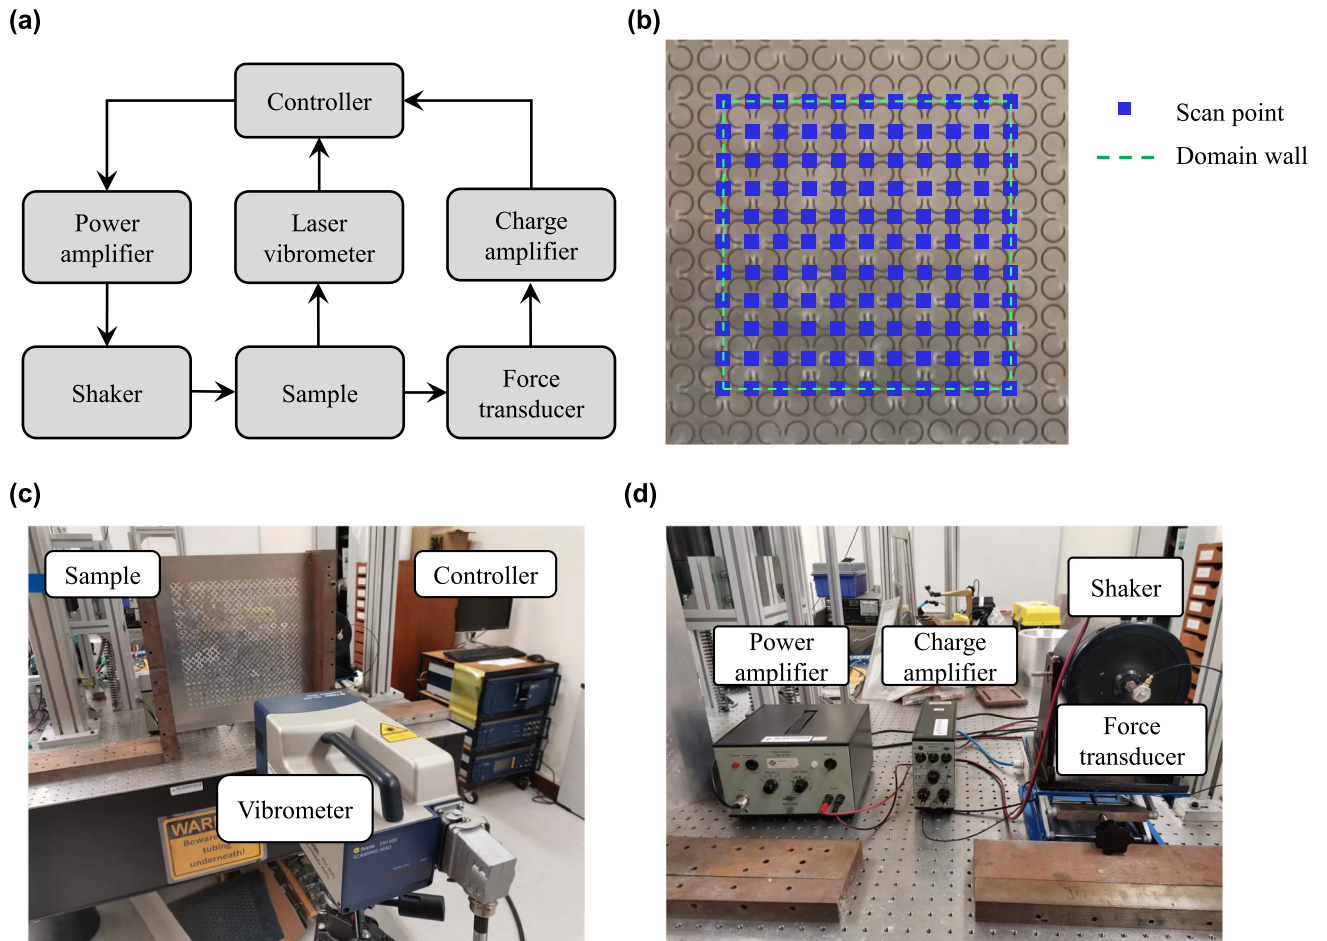 (a)
Controller
Power
amplifier
Laser
vibrometer
Charge
amplifier
Shaker
Sample
Force
transducer
(b)
Scan point
Domain wall
(c)
Sample
Controller
Vibrometer
WAR
Beware
tubing
underneath!
(d)
Shaker
Power
amplifier
Charge
amplifier
Force
transducer